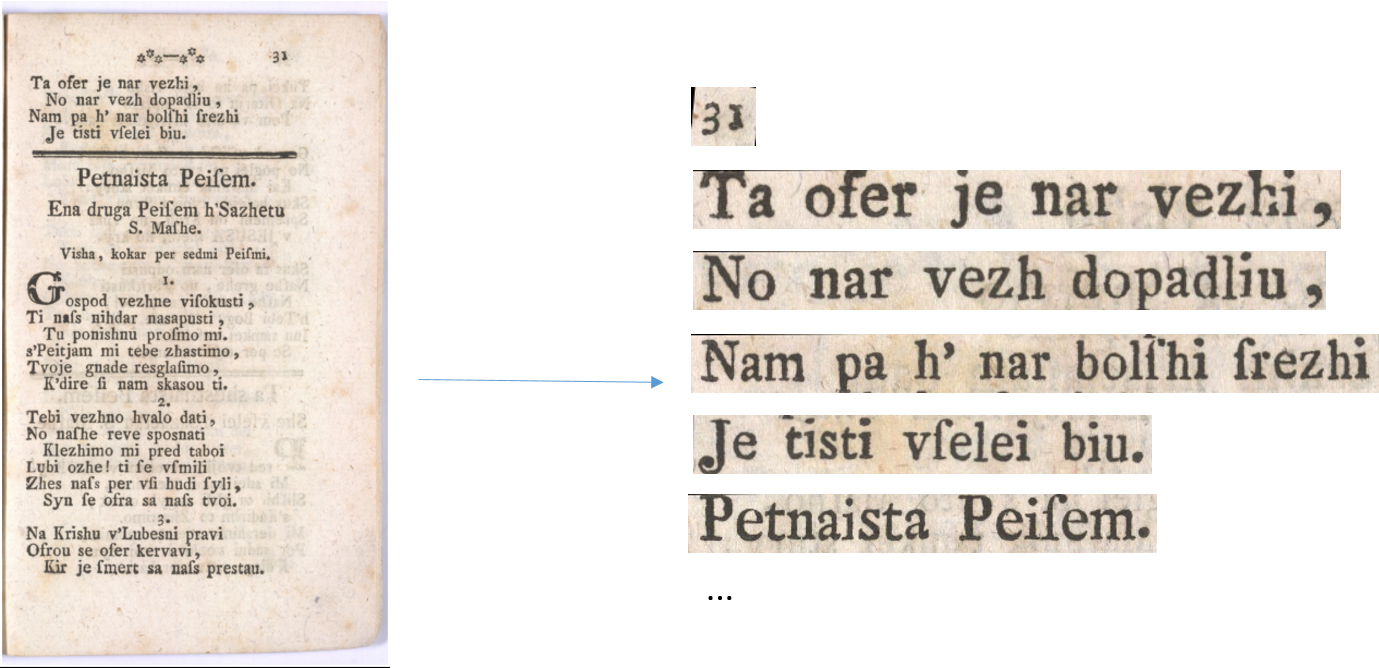 31
Ta ofer je nar vezhi,
No nar vezh dopadliu,
Nam pa h' nar bolſhi ſrezhi
Je tisti vſelei biu.
Petnaista Peiſem.
Ena druga Peiſem h'Sazhetu
S. Maſhe.
Visha, kokar per sedmi Peiſmi.
1.
Gospod vezhne viſokusti,
Ti naſs nihdar nasapusti,
Tu ponishnu proſmo mi.
s'Peitjam mi tebe zhastimo,
Tvoje gnade resglaſimo,
K'dire ſi nam skasou ti.
2.
Tebi vezhno hvalo dati,
No naſhe reve sposnati
Klezhimo mi pred taboi
Lubi ozhe! ti ſe vſmili
Zhes naſs per vſi hudi ſyli,
Syn ſe ofra sa naſs tvoi.
3.
Na Krishu v'Lubesni pravi
Ofrou se ofer kervavi,
Kir je ſmert sa naſs prestau.
31
Ta ofer je nar vezhi,
No nar vezh dopadliu,
Nam pa h' nar bolſhi ſrezhi
Je tisti vſelei biu.
Petnaista Peiſem.
...